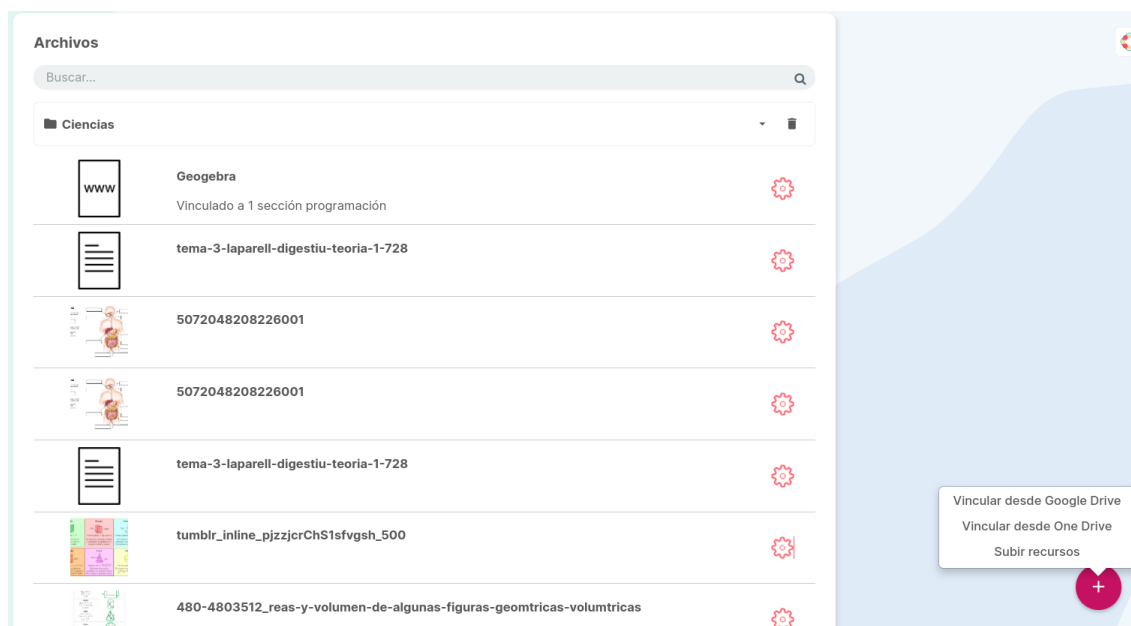 Archivos
Buscar...
Ciencias
www
Geogebra
Vinculado a 1 sección programación
tema-3-laparell-digestiu-teoria-1-728
5072048208226001
5072048208226001
tema-3-laparell-digestiu-teoria-1-728
tumblr_inline_pjzzjcrChS1sfvgsh_500
480-4803512_reas-y-volumen-de-algunas-figuras-geomtricas-volumtricas
Vincular desde Google Drive
Vincular desde One Drive
Subir recursos
+